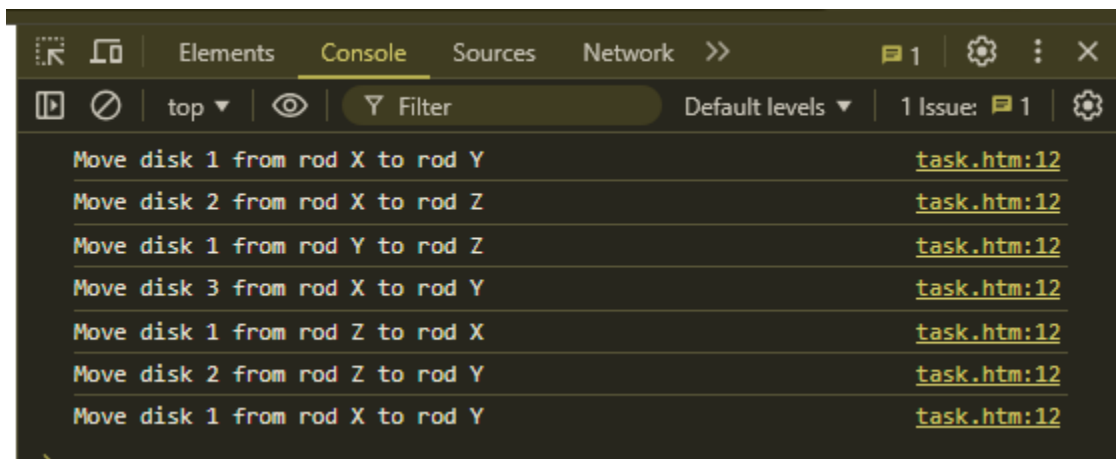 Elements Console Sources Network >> 1
top ▼ Filter Default levels ▼ 1 Issue: 1
Move disk 1 from rod X to rod Y task.htm:12
Move disk 2 from rod X to rod Z task.htm:12
Move disk 1 from rod Y to rod Z task.htm:12
Move disk 3 from rod X to rod Y task.htm:12
Move disk 1 from rod Z to rod X task.htm:12
Move disk 2 from rod Z to rod Y task.htm:12
Move disk 1 from rod X to rod Y task.htm:12